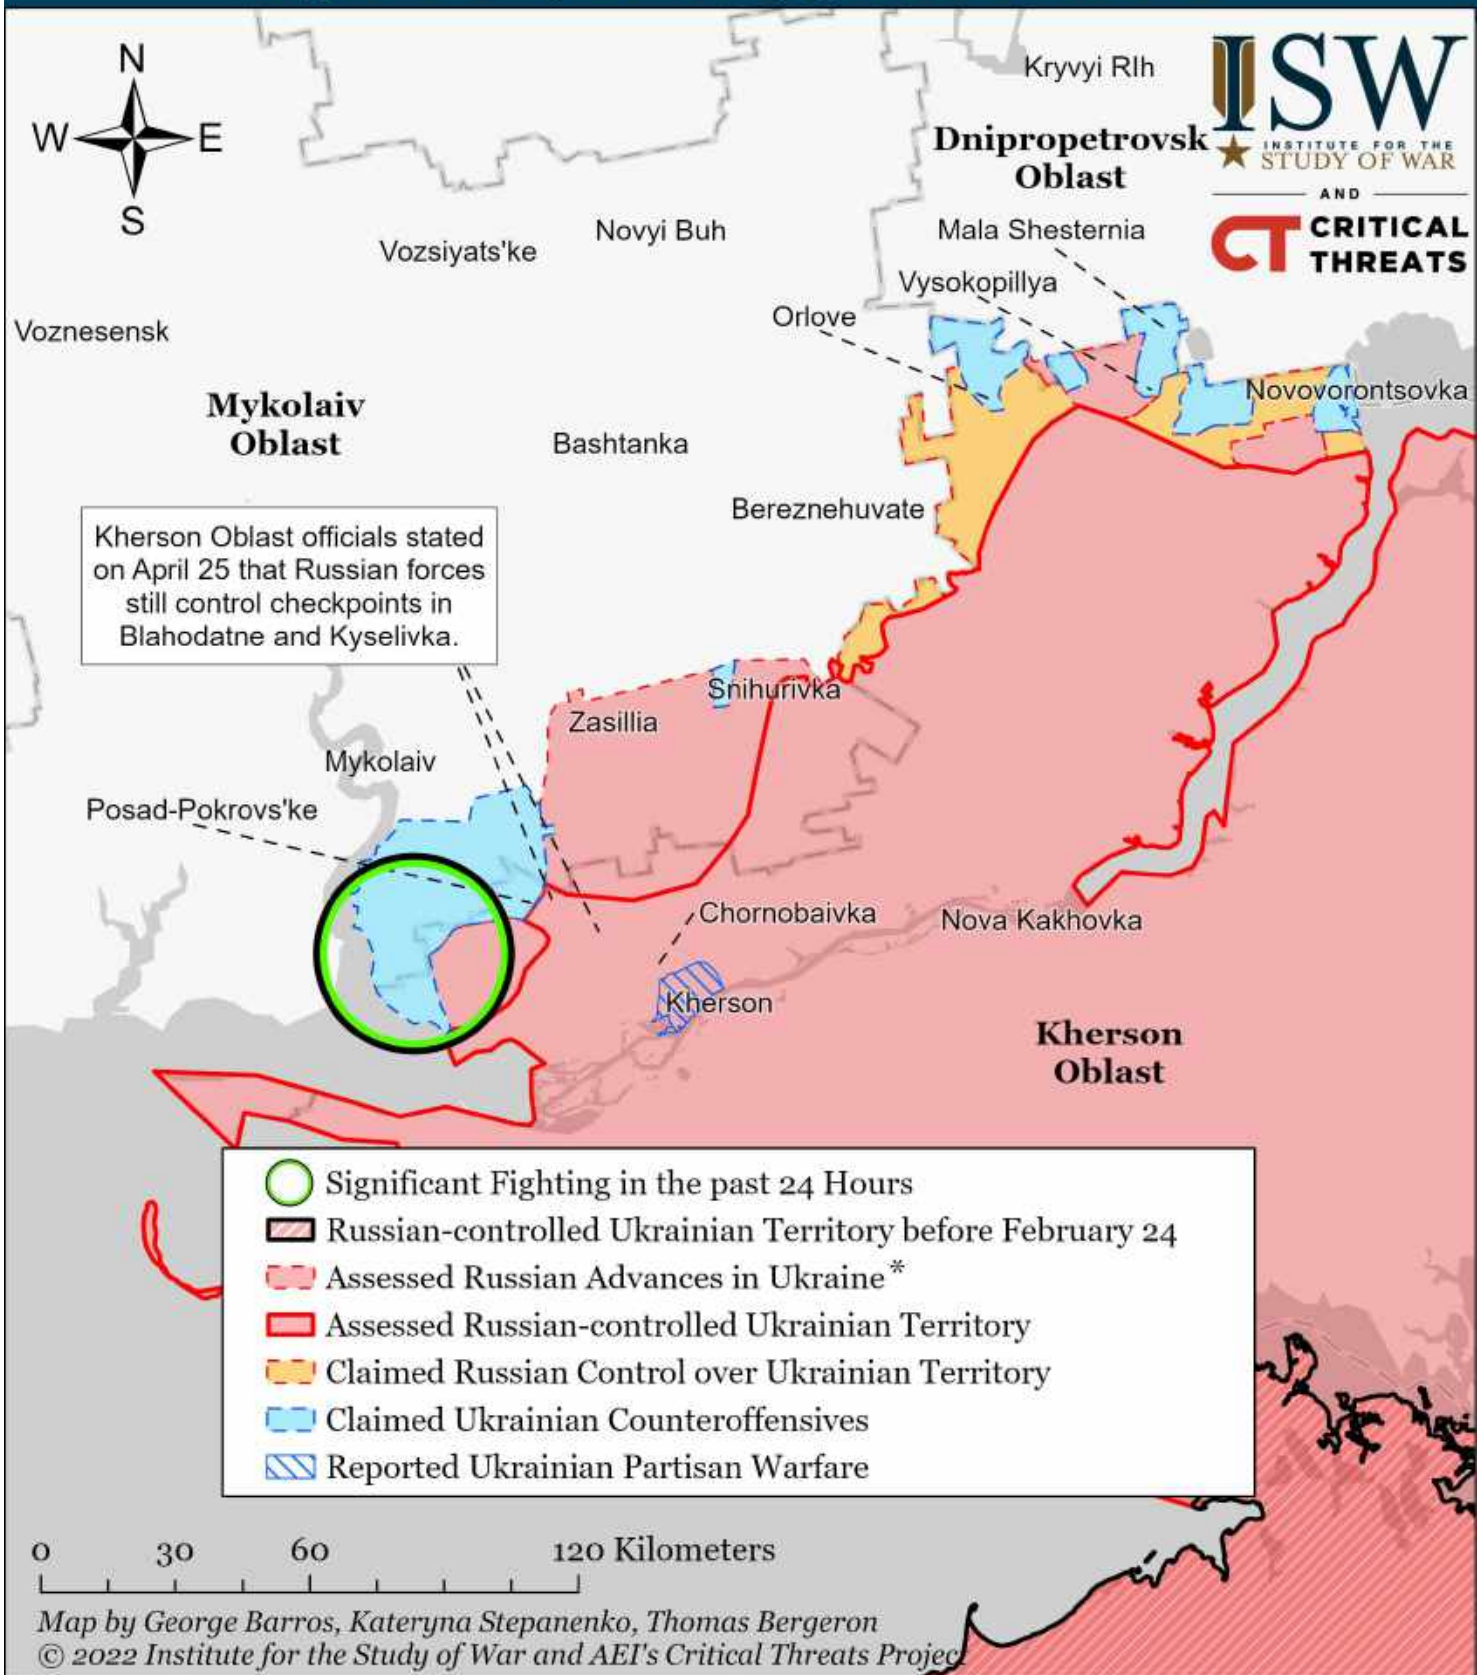 N
W
E
S
Kryvyi RIh
ISW
INSTITUTE FOR THE
STUDY OF WAR
AND
CT CRITICAL
THREATS
Dnipropetrovsk
Oblast
Mala Shesternia
Novyi Buh
Vozsiyats'ke
Vysokopillya
Orlove
Voznesensk
Novovorontsovka
Mykolaiv
Oblast
Bashtanka
Bereznehuvate
Kherson Oblast officials stated
on April 25 that Russian forces
still control checkpoints in
Blahodatne and Kyselivka.
Snihurivka
Zasillia
Mykolaiv
Posad-Pokrovs'ke
Chornobaivka
Nova Kakhovka
Kherson
Kherson
Oblast
Significant Fighting in the past 24 Hours
Russian-controlled Ukrainian Territory before February 24
Assessed Russian Advances in Ukraine*
Assessed Russian-controlled Ukrainian Territory
Claimed Russian Control over Ukrainian Territory
Claimed Ukrainian Counteroffensives
Reported Ukrainian Partisan Warfare
0 30 60 120 Kilometers
Map by George Barros, Kateryna Stepanenko, Thomas Bergeron
© 2022 Institute for the Study of War and AEI's Critical Threats Project